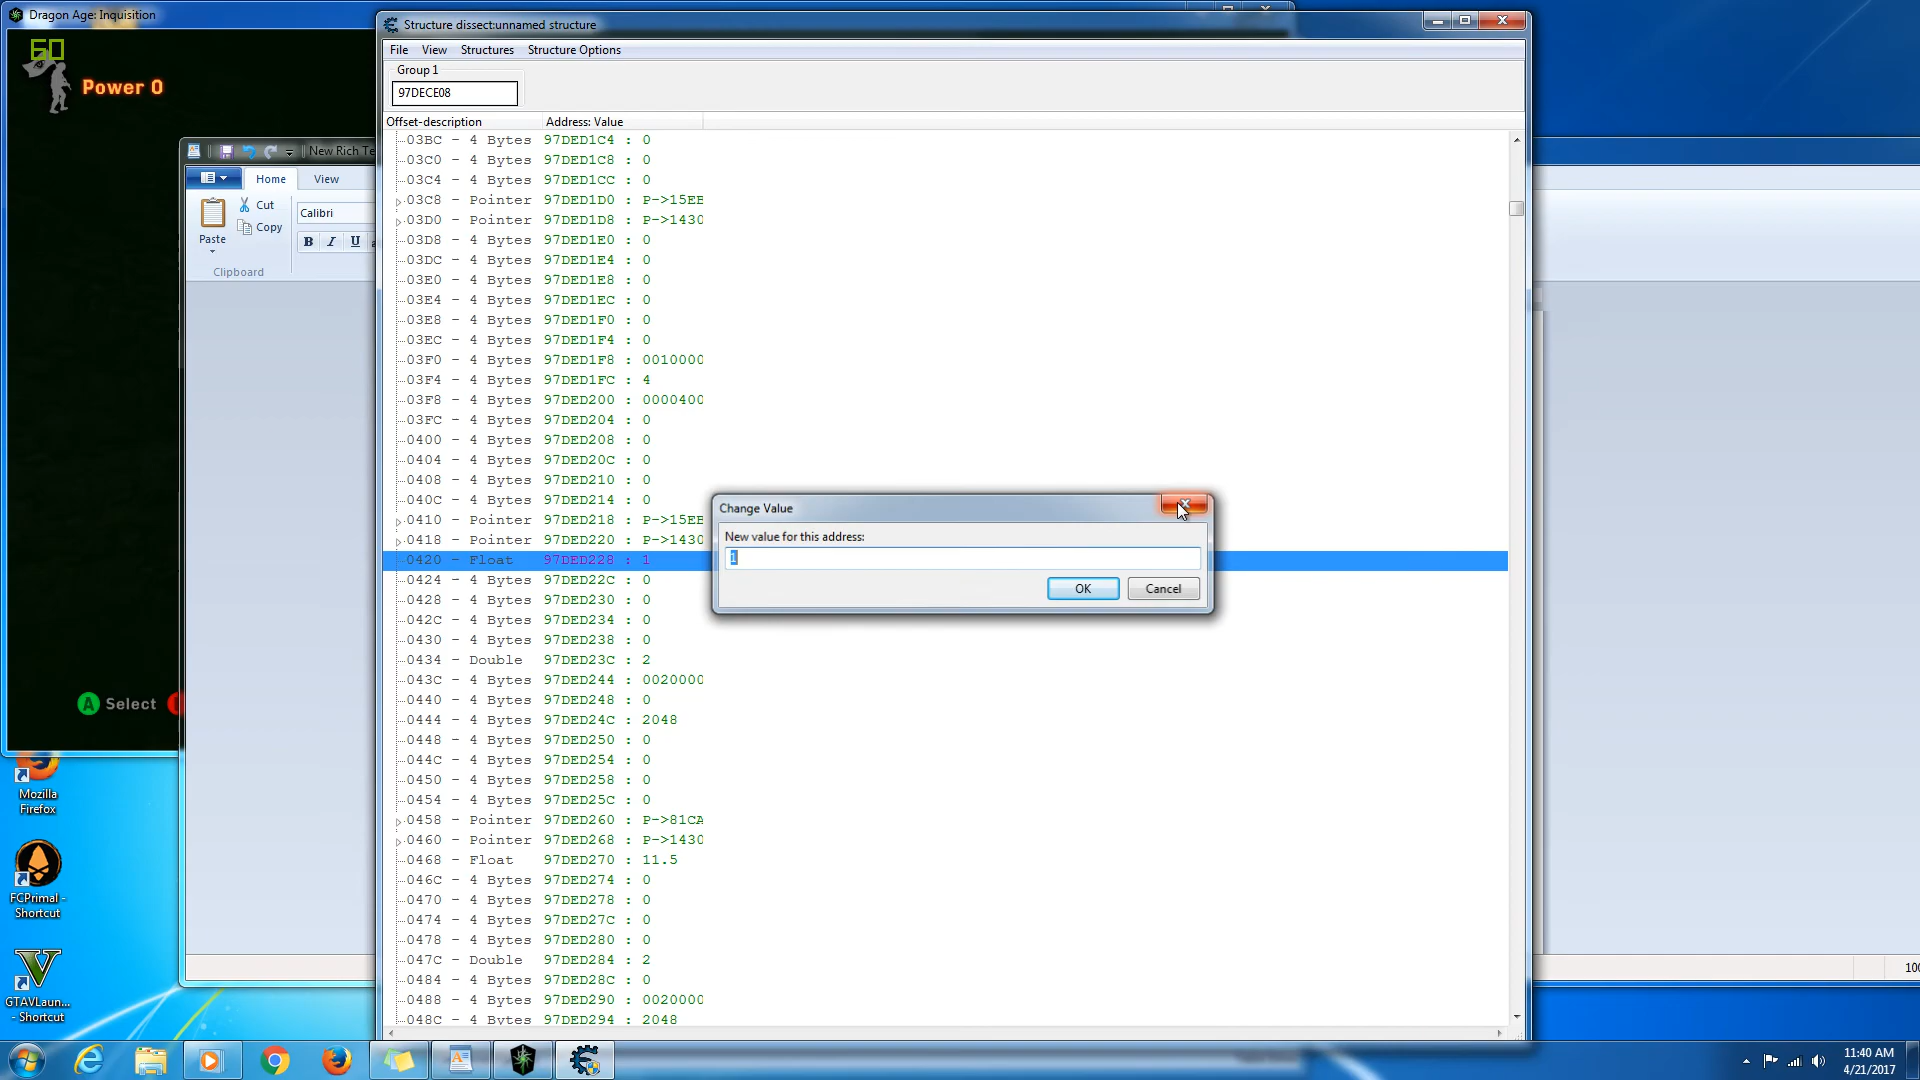 Dragon Age: Inquisition
60
Power 0
Select
New Rich Te
Home
View
Paste
Cut
Copy
Calibri
B I U
Clipboard
Mozilla
Firefox
FCPrimal -
Shortcut
GTAVLaun...
- Shortcut
Structure dissect:unnamed structure
File View Structures Structure Options
Group 1
97DECE08
Offset-description Address: Value
03BC - 4 Bytes 97DED1C4 : 0
03C0 - 4 Bytes 97DED1C8 : 0
03C4 - 4 Bytes 97DED1CC : 0
03C8 - Pointer 97DED1D0 : P->15EE
03D0 - Pointer 97DED1D8 : P->1430
03D8 - 4 Bytes 97DED1E0 : 0
03DC - 4 Bytes 97DED1E4 : 0
03E0 - 4 Bytes 97DED1E8 : 0
03E4 - 4 Bytes 97DED1EC : 0
03E8 - 4 Bytes 97DED1F0 : 0
03EC - 4 Bytes 97DED1F4 : 0
03F0 - 4 Bytes 97DED1F8 : 0010000
03F4 - 4 Bytes 97DED1FC : 4
03F8 - 4 Bytes 97DED200 : 0000400
03FC - 4 Bytes 97DED204 : 0
0400 - 4 Bytes 97DED208 : 0
0404 - 4 Bytes 97DED20C : 0
0408 - 4 Bytes 97DED210 : 0
040C - 4 Bytes 97DED214 : 0
0410 - Pointer 97DED218 : P->15EE
0418 - Pointer 97DED220 : P->1430
0420 - Float 97DED228 : 1
0424 - 4 Bytes 97DED22C : 0
0428 - 4 Bytes 97DED230 : 0
042C - 4 Bytes 97DED234 : 0
0430 - 4 Bytes 97DED238 : 0
0434 - Double 97DED23C : 2
043C - 4 Bytes 97DED244 : 0020000
0440 - 4 Bytes 97DED248 : 0
0444 - 4 Bytes 97DED24C : 2048
0448 - 4 Bytes 97DED250 : 0
044C - 4 Bytes 97DED254 : 0
0450 - 4 Bytes 97DED258 : 0
0454 - 4 Bytes 97DED25C : 0
0458 - Pointer 97DED260 : P->81CA
0460 - Pointer 97DED268 : P->1430
0468 - Float 97DED270 : 11.5
046C - 4 Bytes 97DED274 : 0
0470 - 4 Bytes 97DED278 : 0
0474 - 4 Bytes 97DED27C : 0
0478 - 4 Bytes 97DED280 : 0
047C - Double 97DED284 : 2
0484 - 4 Bytes 97DED28C : 0
0488 - 4 Bytes 97DED290 : 0020000
048C - 4 Bytes 97DED294 : 2048
Change Value
New value for this address:
1
OK Cancel
100
11:40 AM
4/21/2017